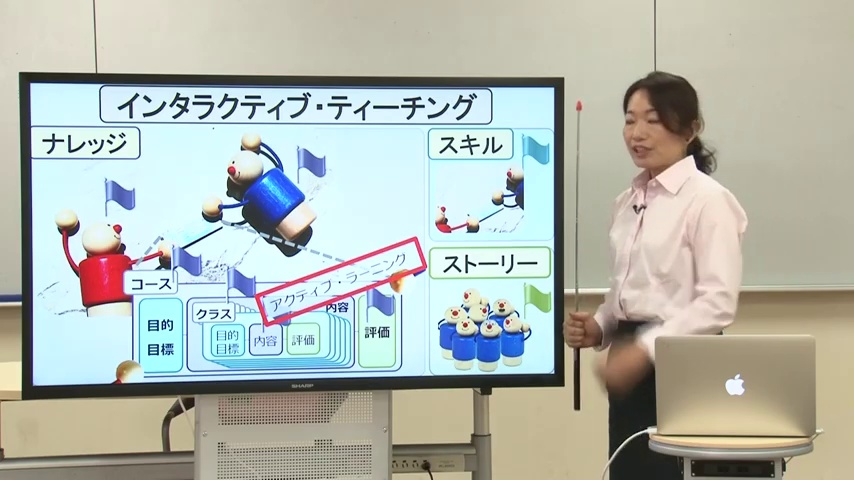 インタラクティブ・ティーチング
ナレッジ
スキル
ストーリー
アクティブ・ラーニング
コース
目的
目標
クラス
目的
目標
内容
評価
内容
評価
SHARP